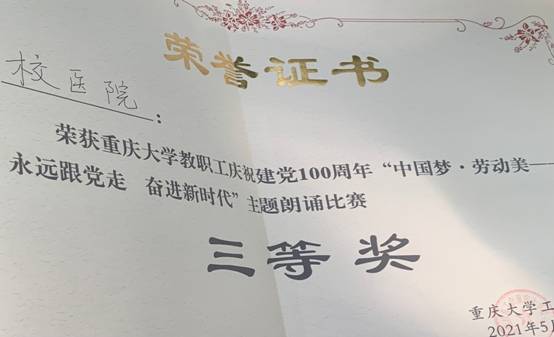 荣誉证书
校医院：
荣获重庆大学教职工庆祝建党100周年“中国梦·劳动美——
永远跟党走 奋进新时代”主题朗诵比赛
三等奖
重庆大学工
2021年5月